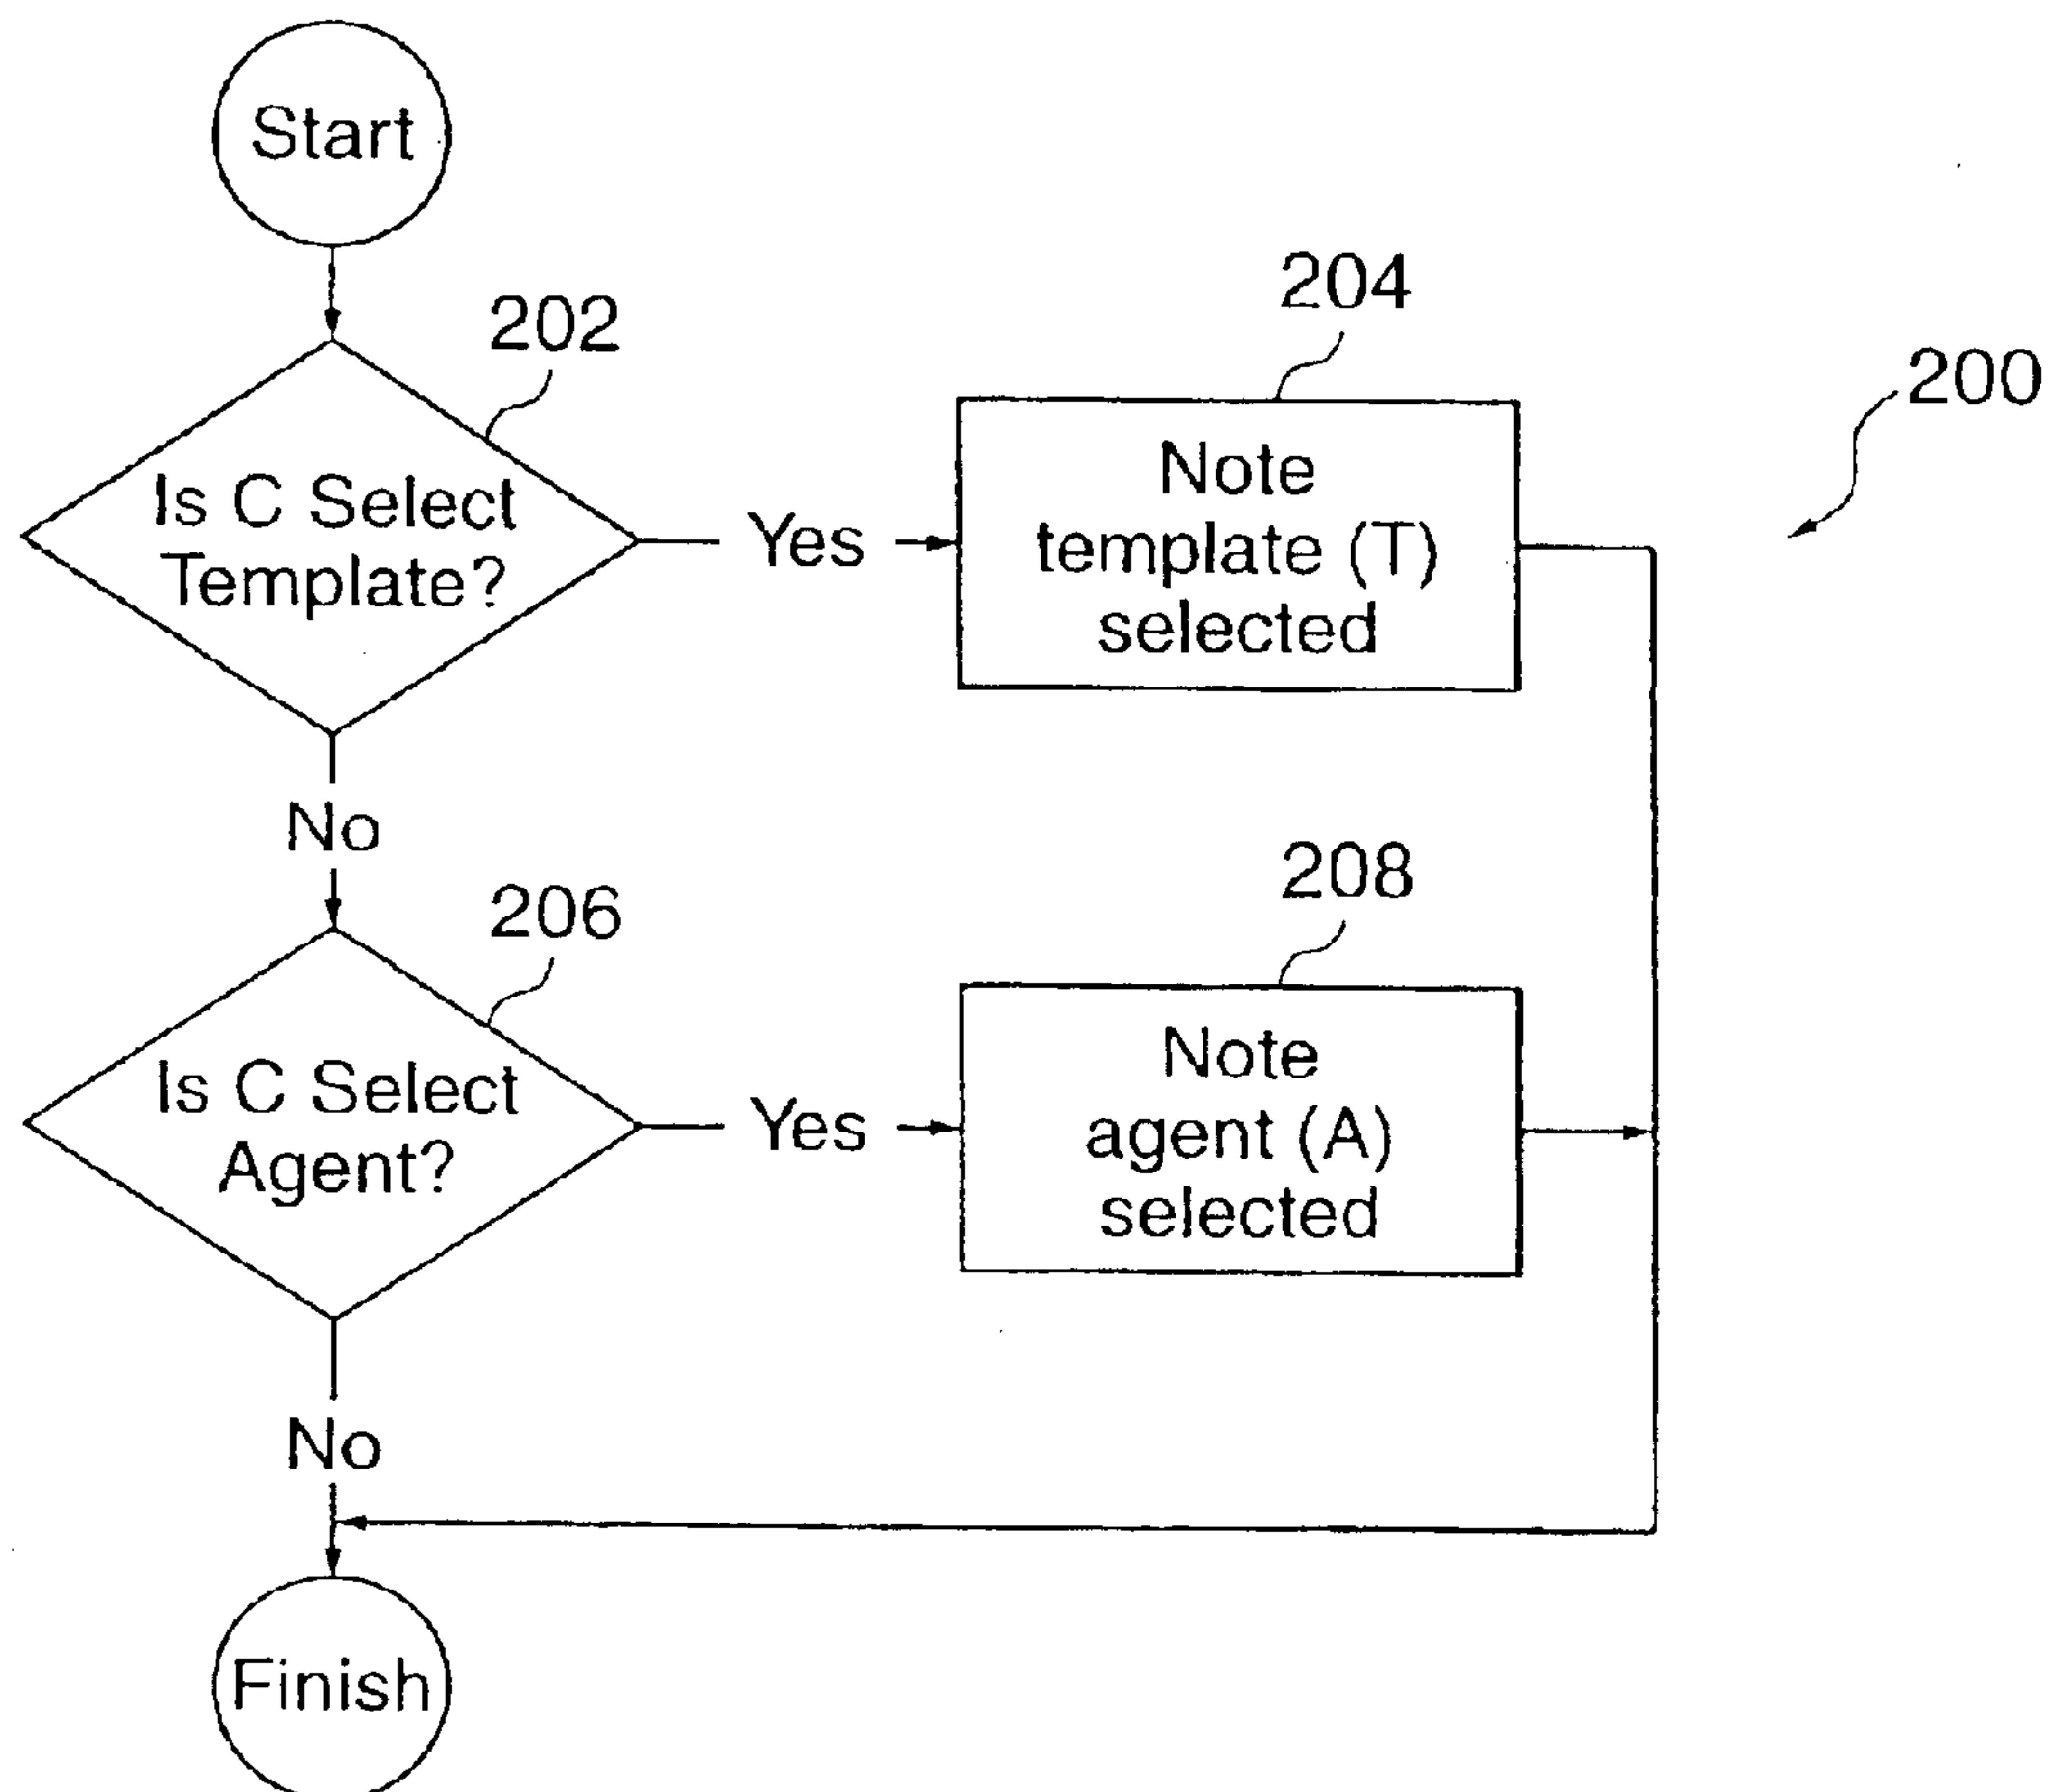 Start
202
Is C Select
Template?
Yes
204
Note
template (T)
selected
200
No
206
Is C Select
Agent?
Yes
208
Note
agent (A)
selected
No
Finish